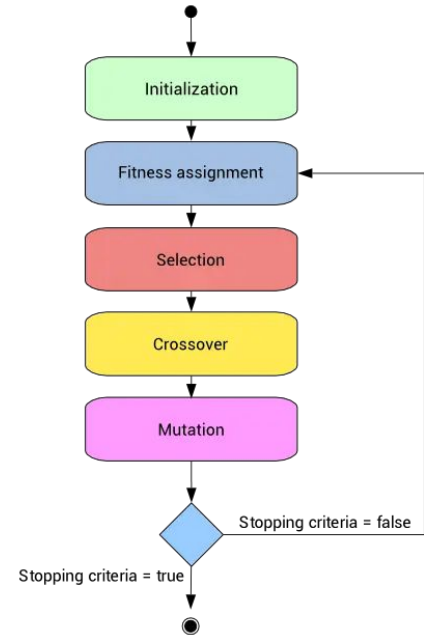 Initialization
Fitness assignment
Selection
Crossover
Mutation
Stopping criteria = false
Stopping criteria = true